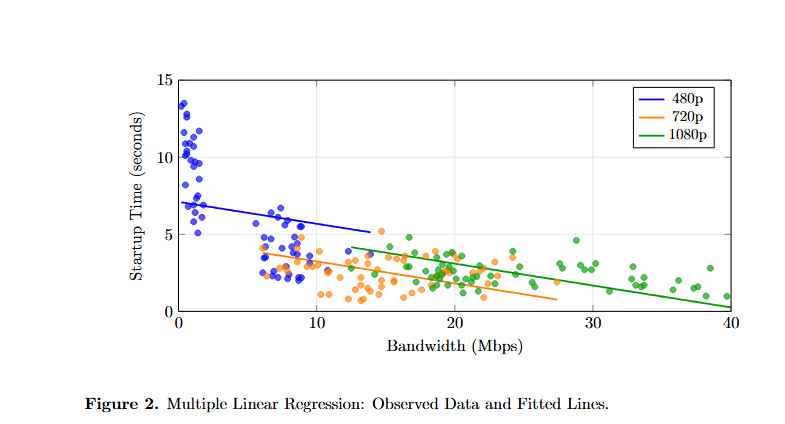 15
10
5
0
Startup Time (seconds)
480p
720p
1080p
0 10 20 30 40
Bandwidth (Mbps)
Figure 2. Multiple Linear Regression: Observed Data and Fitted Lines.